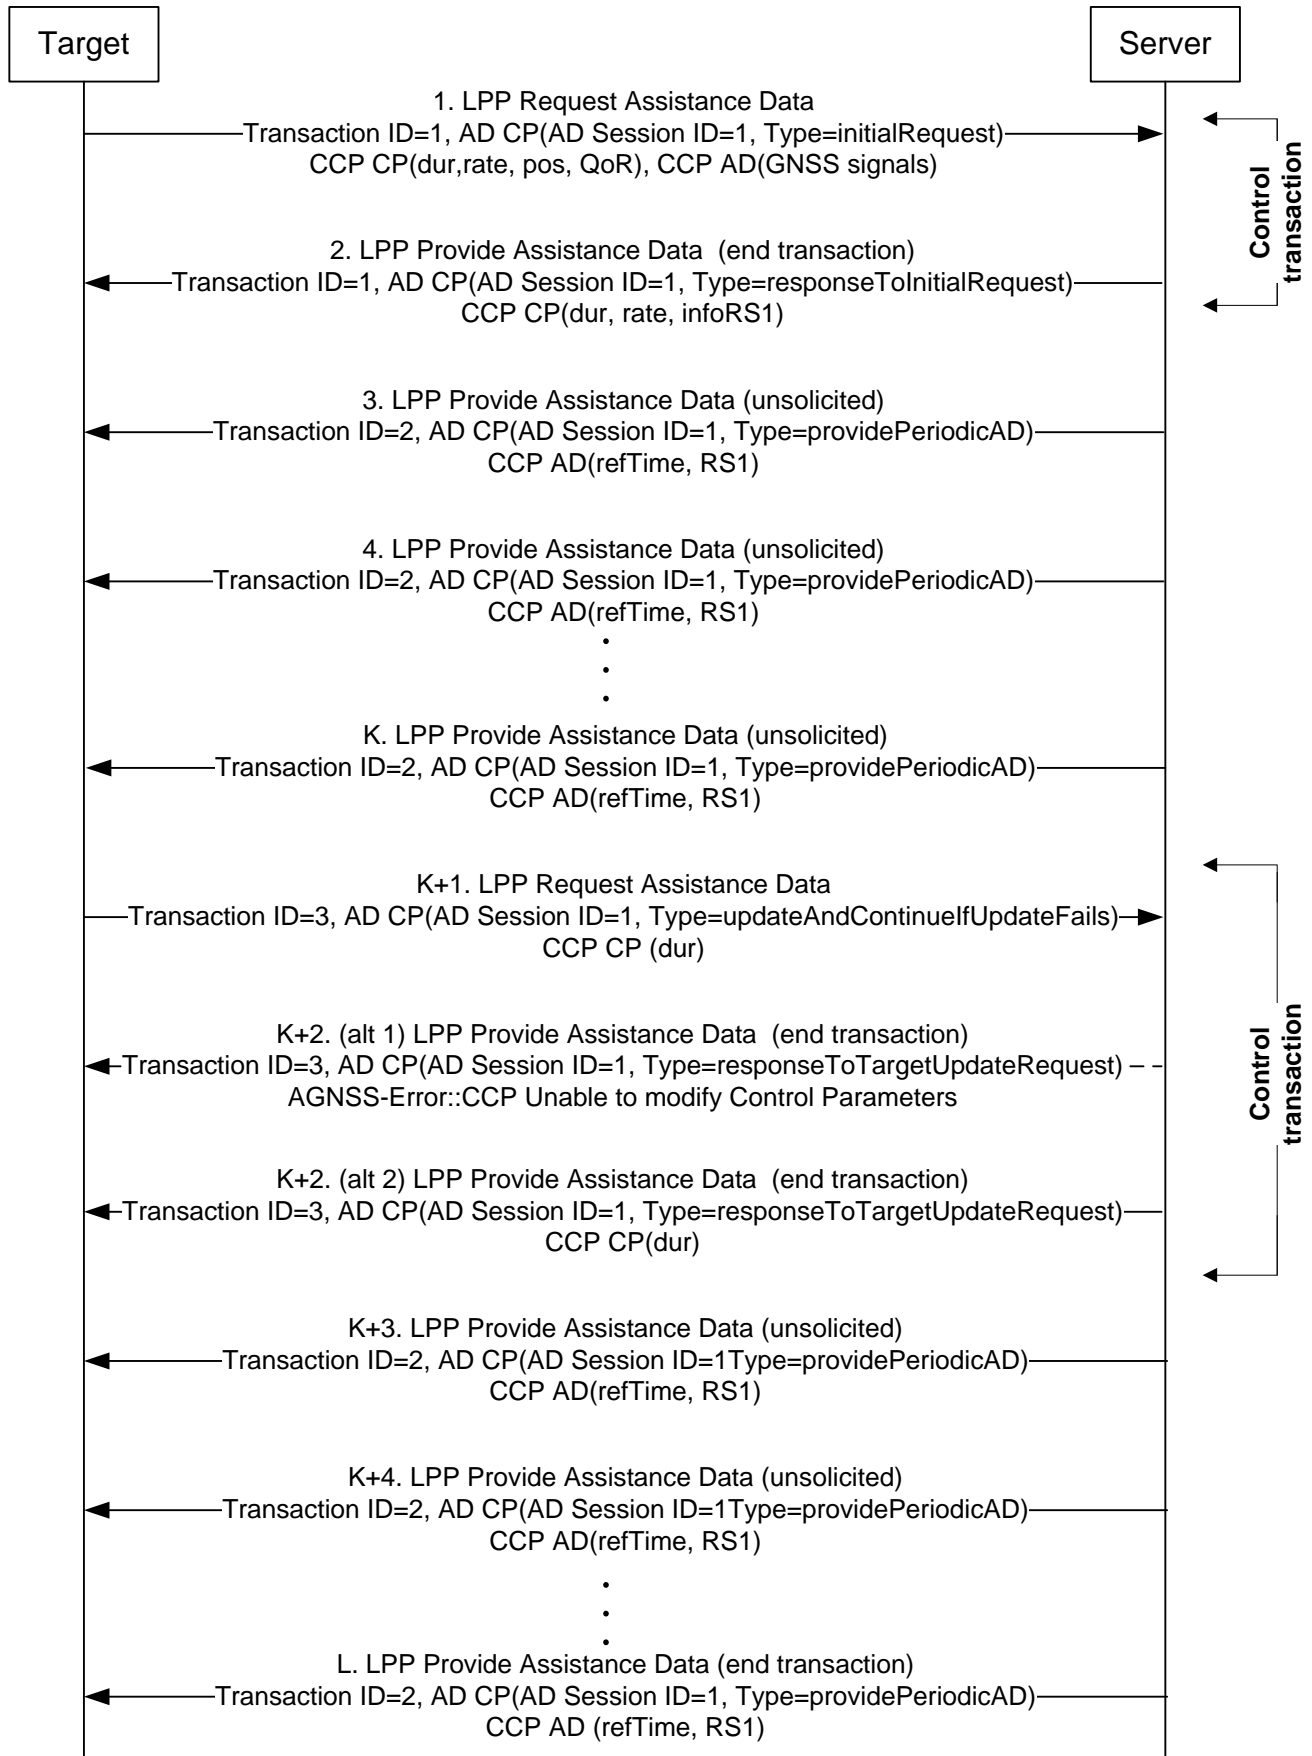 Target
Server
1. LPP Request Assistance Data
Transaction ID=1, AD CP(AD Session ID=1, Type=initialRequest)
CCP CP(dur,rate, pos, QoR), CCP AD(GNSS signals)
Control
transaction
2. LPP Provide Assistance Data (end transaction)
Transaction ID=1, AD CP(AD Session ID=1, Type=responseToInitialRequest)
CCP CP(dur, rate, infoRS1)
3. LPP Provide Assistance Data (unsolicited)
Transaction ID=2, AD CP(AD Session ID=1, Type=providePeriodicAD)
CCP AD(refTime, RS1)
4. LPP Provide Assistance Data (unsolicited)
Transaction ID=2, AD CP(AD Session ID=1, Type=providePeriodicAD)
CCP AD(refTime, RS1)
.
.
.
K. LPP Provide Assistance Data (unsolicited)
Transaction ID=2, AD CP(AD Session ID=1, Type=providePeriodicAD)
CCP AD(refTime, RS1)
K+1. LPP Request Assistance Data
Transaction ID=3, AD CP(AD Session ID=1, Type=updateAndContinueIfUpdateFails)
CCP CP (dur)
K+2. (alt 1) LPP Provide Assistance Data (end transaction)
Transaction ID=3, AD CP(AD Session ID=1, Type=responseToTargetUpdateRequest)
AGNSS-Error::CCP Unable to modify Control Parameters
Control
transaction
K+2. (alt 2) LPP Provide Assistance Data (end transaction)
Transaction ID=3, AD CP(AD Session ID=1, Type=responseToTargetUpdateRequest)
CCP CP(dur)
K+3. LPP Provide Assistance Data (unsolicited)
Transaction ID=2, AD CP(AD Session ID=1Type=providePeriodicAD)
CCP AD(refTime, RS1)
K+4. LPP Provide Assistance Data (unsolicited)
Transaction ID=2, AD CP(AD Session ID=1Type=providePeriodicAD)
CCP AD(refTime, RS1)
.
.
.
L. LPP Provide Assistance Data (end transaction)
Transaction ID=2, AD CP(AD Session ID=1, Type=providePeriodicAD)
CCP AD (refTime, RS1)